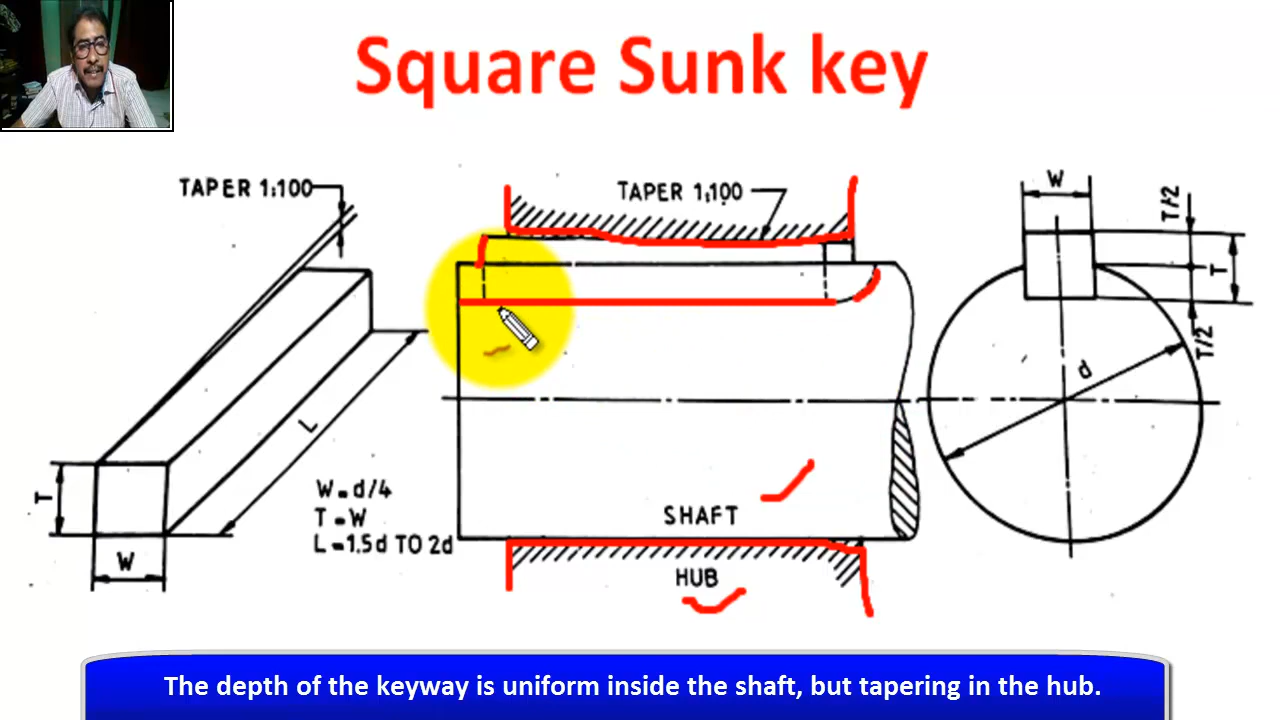 Square Sunk key
TAPER 1:100
TAPER 1:100
W
T/2
T
T/2
d
L
T
W
W=d/4
T=W
L=1.5d TO 2d
SHAFT
HUB
The depth of the keyway is uniform inside the shaft, but tapering in the hub.